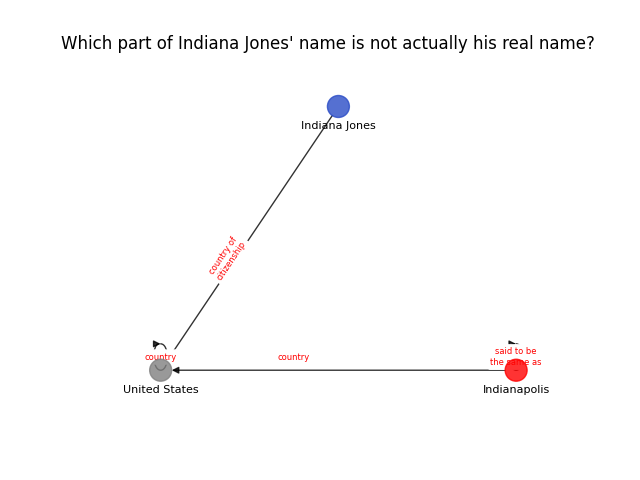 Which part of Indiana Jones' name is not actually his real name?
Indiana Jones
country of
citizenship
country
country
said to be
the name as
United States
Indianapolis